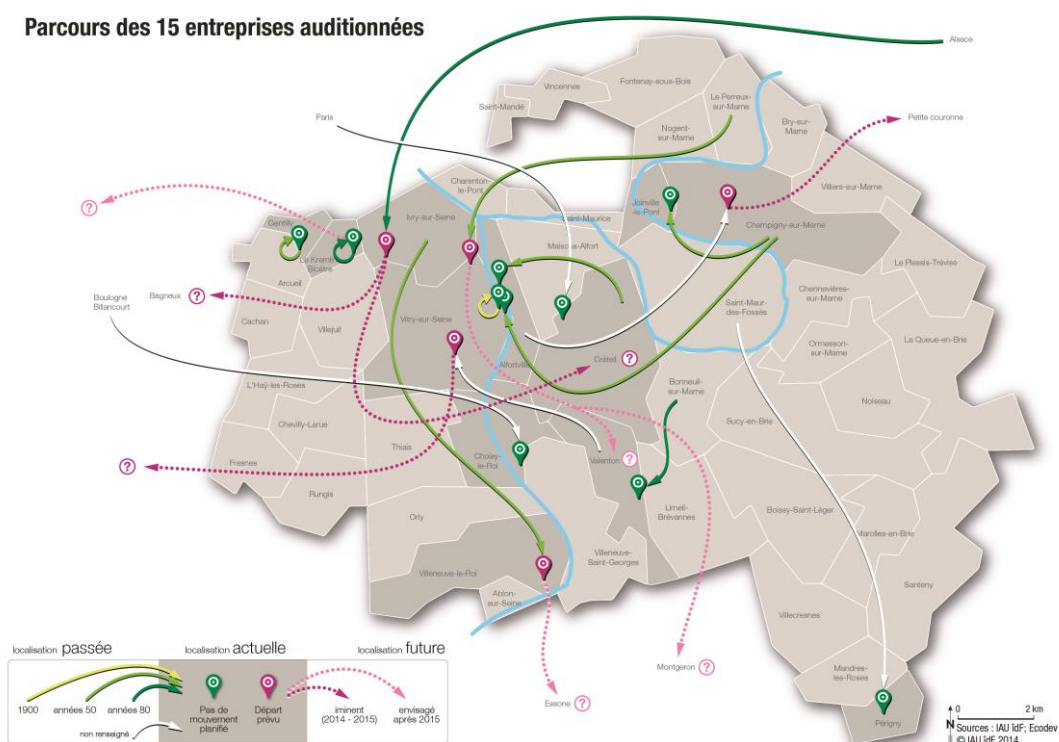 Parcours des 15 entreprises auditionnées
Alsace
Fontenay-sous-Bois
Vincennes
Saint-Mandé
Le Perreux-
sur-Marne
Paris
Nogent-
sur-Marne
Bry-sur-
Marne
Petite couronne
Charenton-
le-Pont
Villiers-sur-Marne
?
Ivry-sur-Seine
Joinville
-le-Pont
Gentilly
Saint-Maurice
Champigny-sur-Marne
Maisons-Alfort
Le Kremlin-
Bicêtre
Le Plessis-Trévise
Arcueil
Chennevières-
sur-Marne
Boulogne
Billancourt
Bagneux ?
Saint-Maur-
des-Fossés
Cachan
Villejuif
Vitry-sur-Seine
Ormesson-
sur-Marne
La Queue-en-Brie
Créteil ?
Alfortville
L'Haÿ-les-Roses
Bonneuil-
sur-Marne
Noiseau
Chevilly-Larue
Sucy-en-Brie
Thiais
Choisy-
le-Roi
Valenton ?
? Fresnes
Rungis
Limeil-
Brévannes
Boissy-Saint-Léger
Orly
Marolles-en-Brie
Villeneuve-
Saint-Georges
Villeneuve-le-Roi
Santeny
Ablon-
sur-Seine
Villecresnes
Montgeron ?
Mandres-
les-Roses
Essone ?
Périgny
localisation passée
localisation actuelle
localisation future
1900
années 50
années 80
non renseigné
Pas de
mouvement
planifié
Départ
prévu
iminent
(2014 - 2015)
envisagé
après 2015
N
0 2 km
Sources : IAU îdF; Ecodev
© IAU îdF 2014